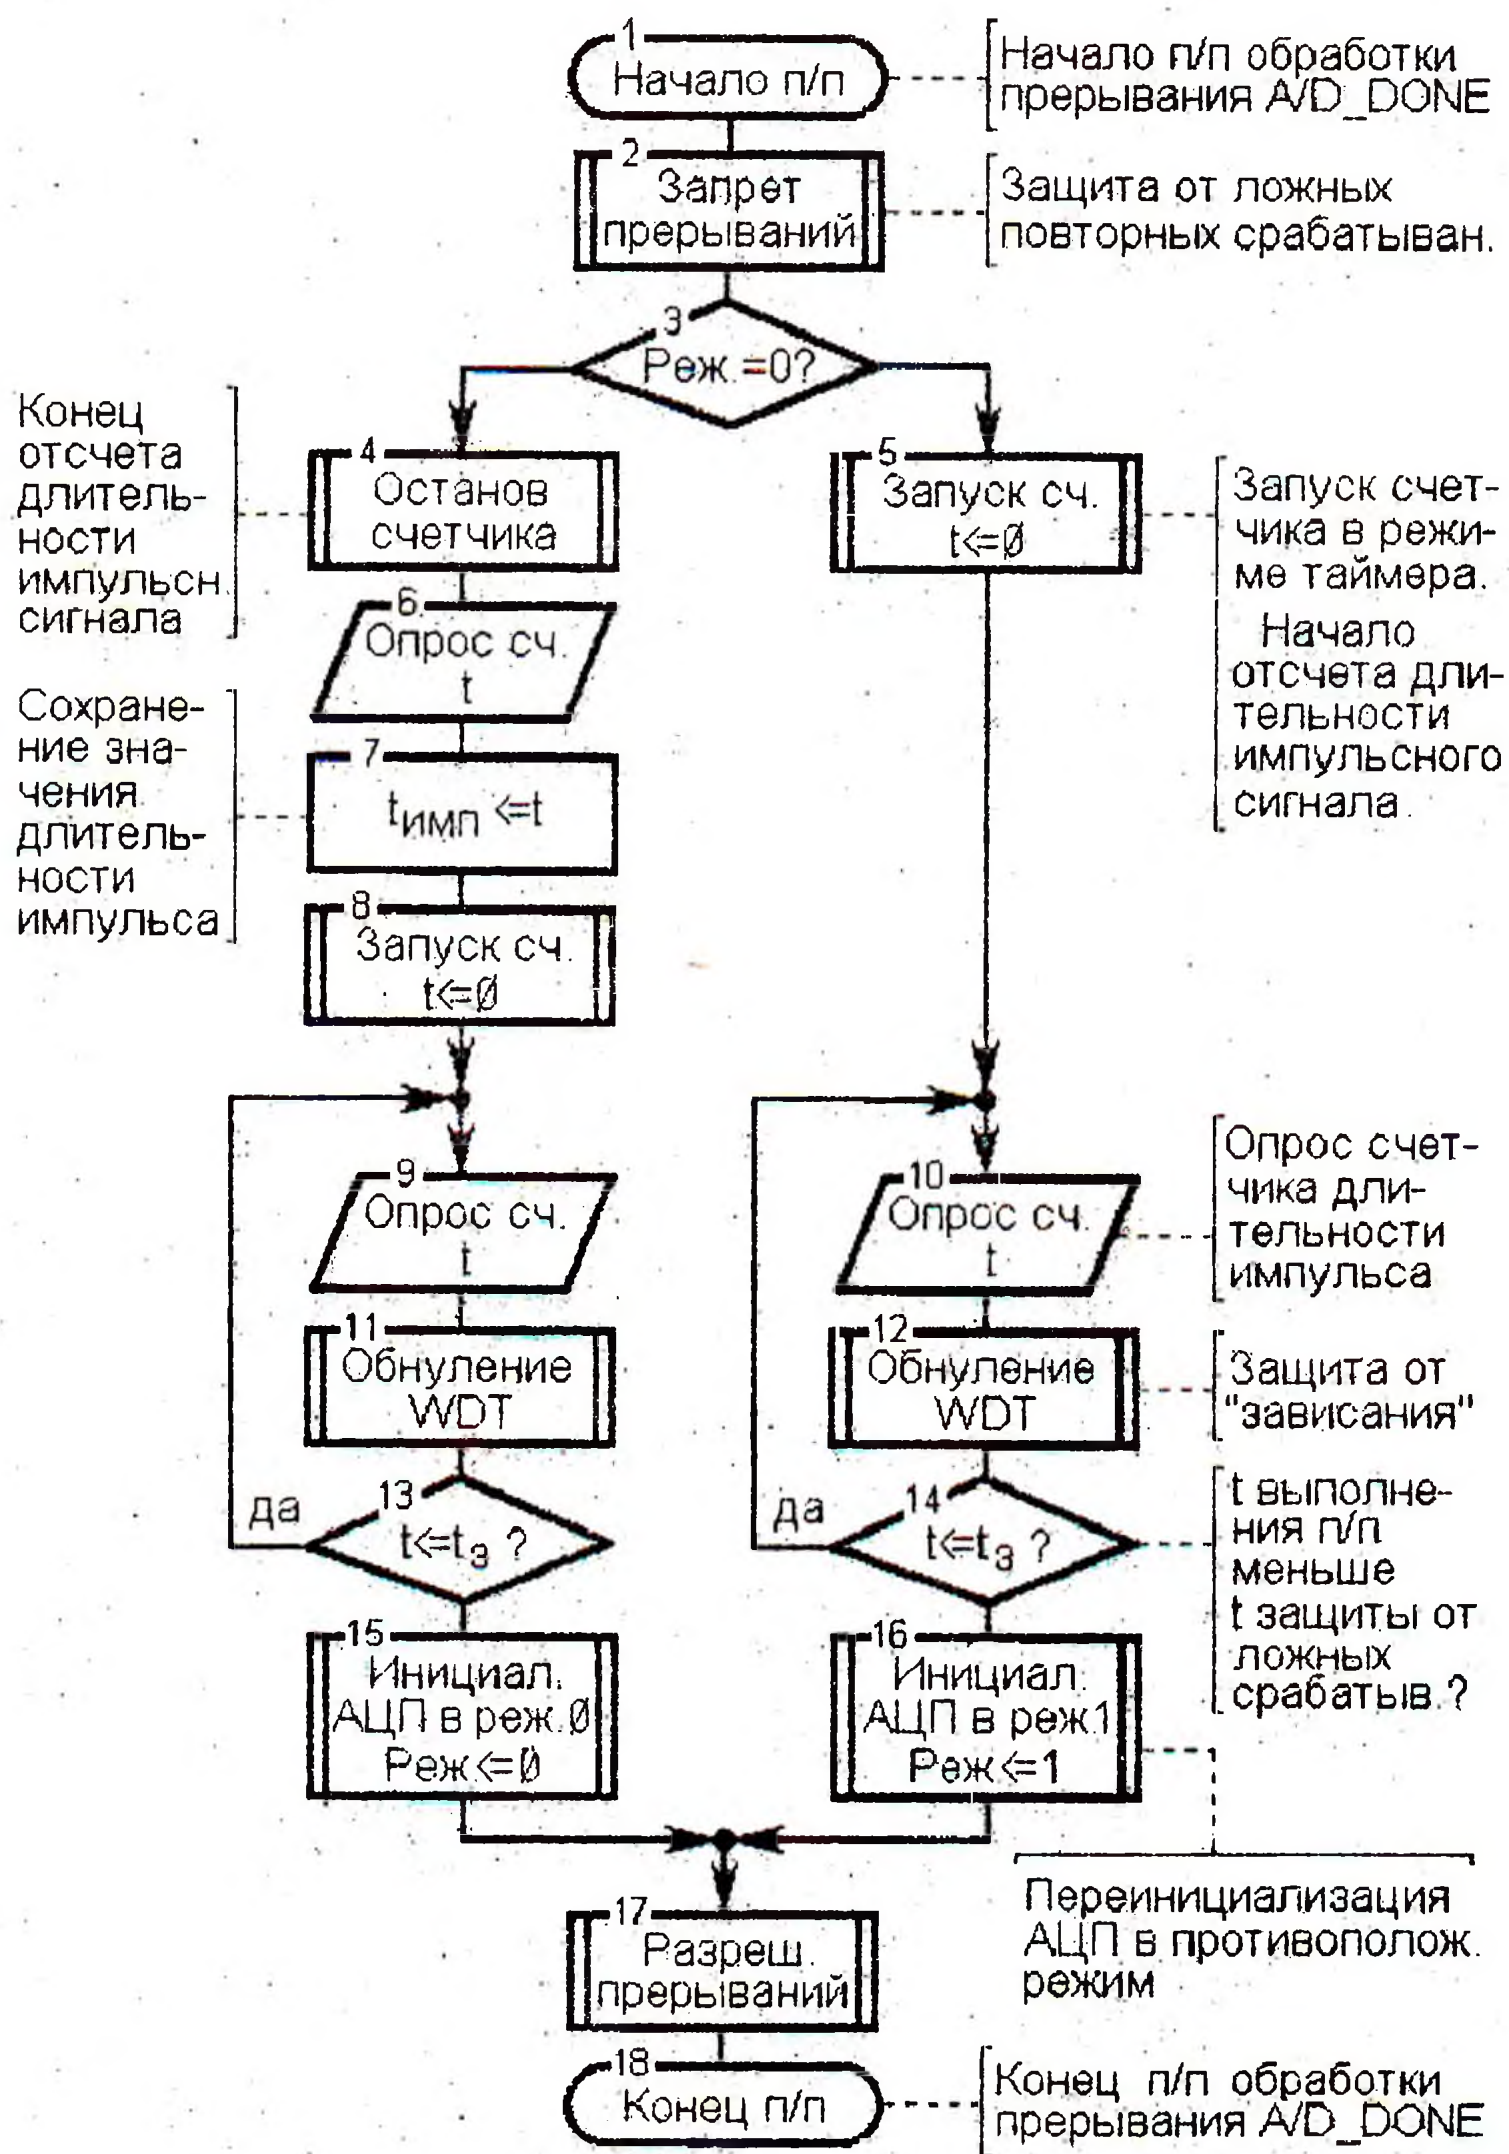 1
Начало п/п
Начало п/п обработки
прерывания A/D_DONE
2
Запрет
прерываний
Защита от ложных
повторных срабатыван.
3
Реж.=0?
Конец
отсчета
длитель-
ности
импульсн.
сигнала
4
Останов
счетчика
5
Запуск сч.
t<=Ø
Запуск счет-
чика в режи-
ме таймера.
Начало
отсчета дли-
тельности
импульсного
сигнала.
6
Опрос сч.
t
Сохране-
ние зна-
чения
длитель-
ности
импульса
7
tимп <=t
8
Запуск сч.
t<=Ø
9
Опрос сч.
t
10
Опрос сч.
t
Опрос счет-
чика дли-
тельности
импульса
11
Обнуление
WDT
12
Обнуление
WDT
Защита от
"зависания"
13
да
t<=tз ?
14
да
t<=tз ?
t выполне-
ния п/п
меньше
t защиты от
ложных
срабатыв.?
15
Инициал.
АЦП в реж.Ø
Реж<=Ø
16
Инициал.
АЦП в реж.1
Реж<=1
Переинициализация
АЦП в противополож.
режим
17
Разреш.
прерываний
18
Конец п/п
Конец п/п обработки
прерывания A/D_DONE